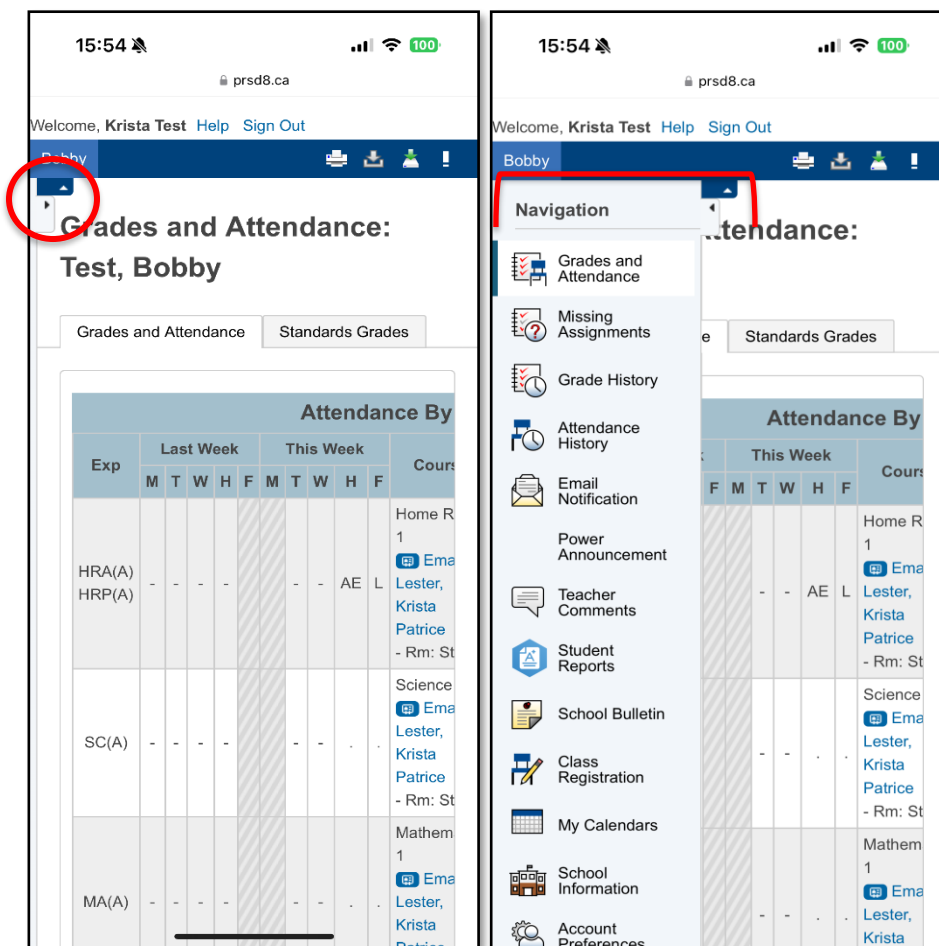 15:54
100
prsd8.ca
Welcome, Krista Test Help Sign Out
Bobby
Grades and Attendance:
Test, Bobby
Grades and Attendance
Standards Grades
Attendance By
Exp
Last Week
This Week
Cours
M T W H F M T W H F
HRA(A)
HRP(A)
- - - - - - AE L
Home R
1
Ema
Lester,
Krista
Patrice
- Rm: St
SC(A)
- - - - - - . .
Science
Ema
Lester,
Krista
Patrice
- Rm: St
MA(A)
- - - - - - . .
Mathem
1
Ema
Lester,
Krista
15:54
100
prsd8.ca
Welcome, Krista Test Help Sign Out
Bobby
Navigation
ttendance:
Grades and
Attendance
Missing
Assignments
Grade History
Attendance
History
Email
Notification
Power
Announcement
Teacher
Comments
Student
Reports
School Bulletin
Class
Registration
My Calendars
School
Information
Account
Preferences
e
Standards Grades
Attendance By
This Week
Cours
F M T W H F
- - AE L
Home R
1
Ema
Lester,
Krista
Patrice
- Rm: St
- - . .
Science
Ema
Lester,
Krista
Patrice
- Rm: St
- - . .
Mathem
1
Ema
Lester,
Krista